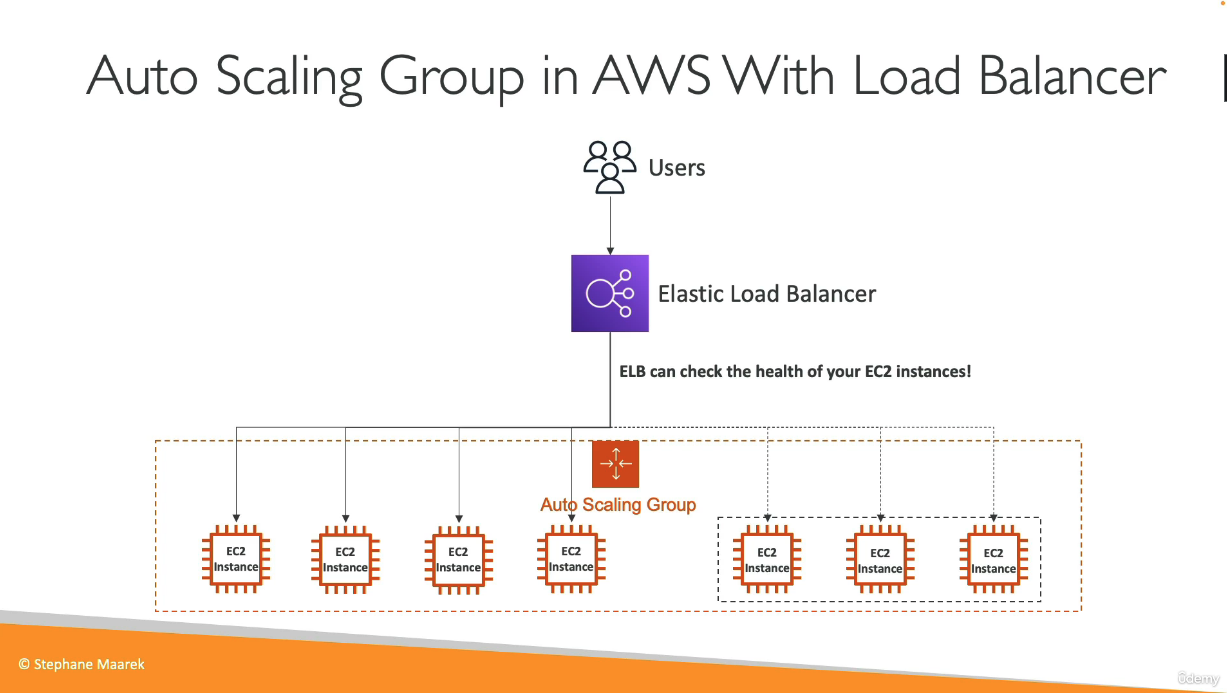 Auto Scaling Group in AWS With Load Balancer
Users
Elastic Load Balancer
ELB can check the health of your EC2 instances!
Auto Scaling Group
EC2
Instance
EC2
Instance
EC2
Instance
EC2
Instance
EC2
Instance
EC2
Instance
EC2
Instance
© Stephane Maarek
ûdemy